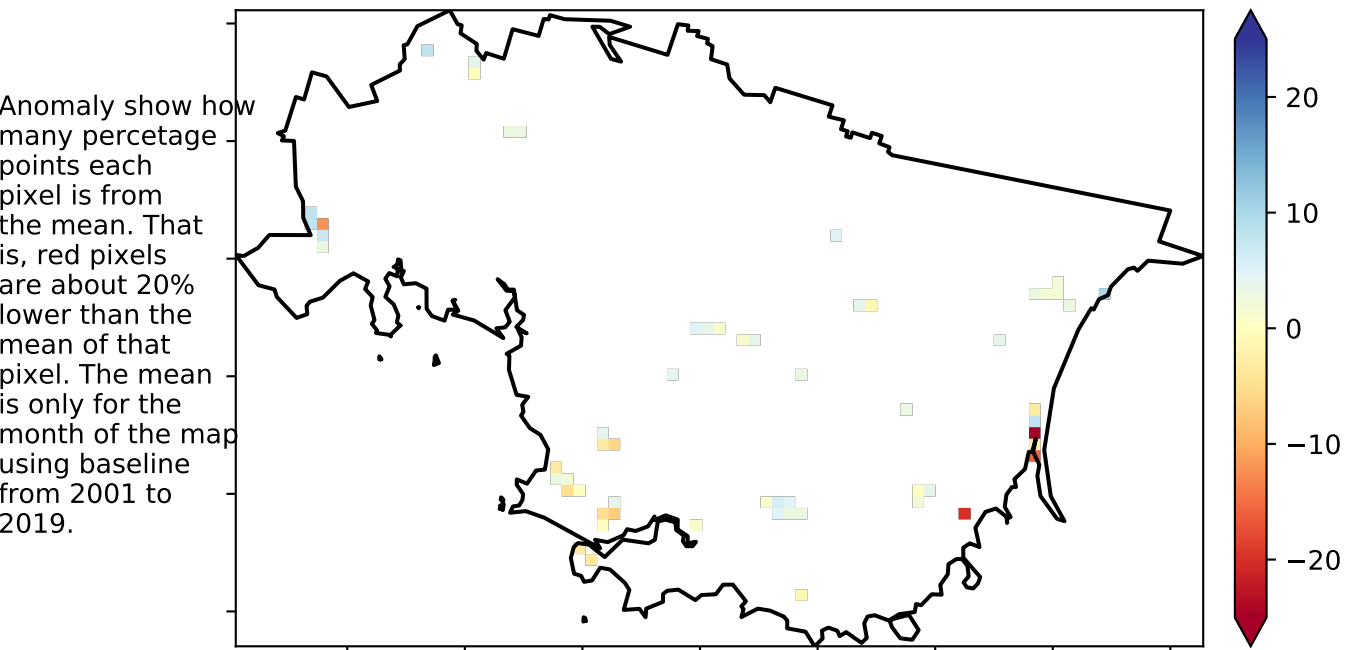 Anomaly show how
many percetage
points each
pixel is from
the mean. That
is, red pixels
are about 20%
lower than the
mean of that
pixel. The mean
is only for the
month of the map
using baseline
from 2001 to
2019.
20
10
0
−10
−20